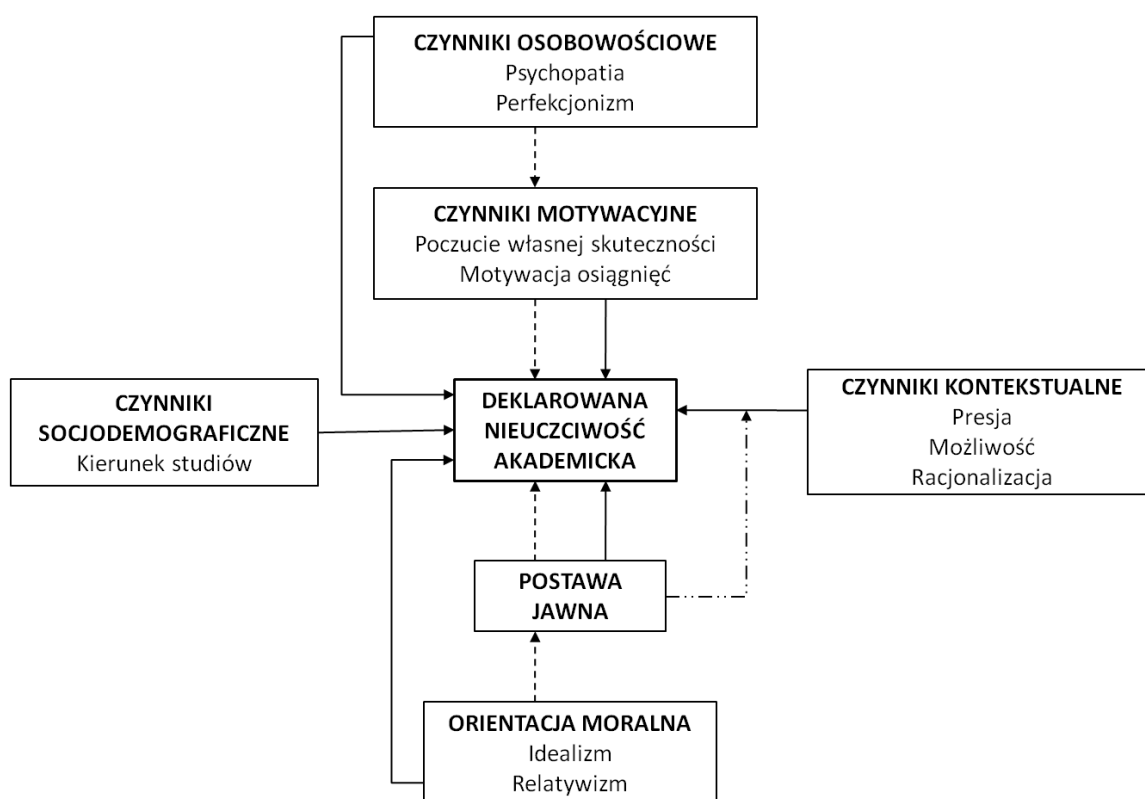 CZYNNIKI OSOBOWOŚCIOWE
Psychopatia
Perfekcjonizm
CZYNNIKI MOTYWACYJNE
Poczucie własnej skuteczności
Motywacja osiągnięć
CZYNNIKI
SOCJODEMOGRAFICZNE
Kierunek studiów
DEKLAROWANA
NIEUCZCIWOŚĆ
AKADEMICKA
CZYNNIKI KONTEKSTUALNE
Presja
Możliwość
Racjonalizacja
POSTAWA
JAWNA
ORIENTACJA MORALNA
Idealizm
Relatywizm